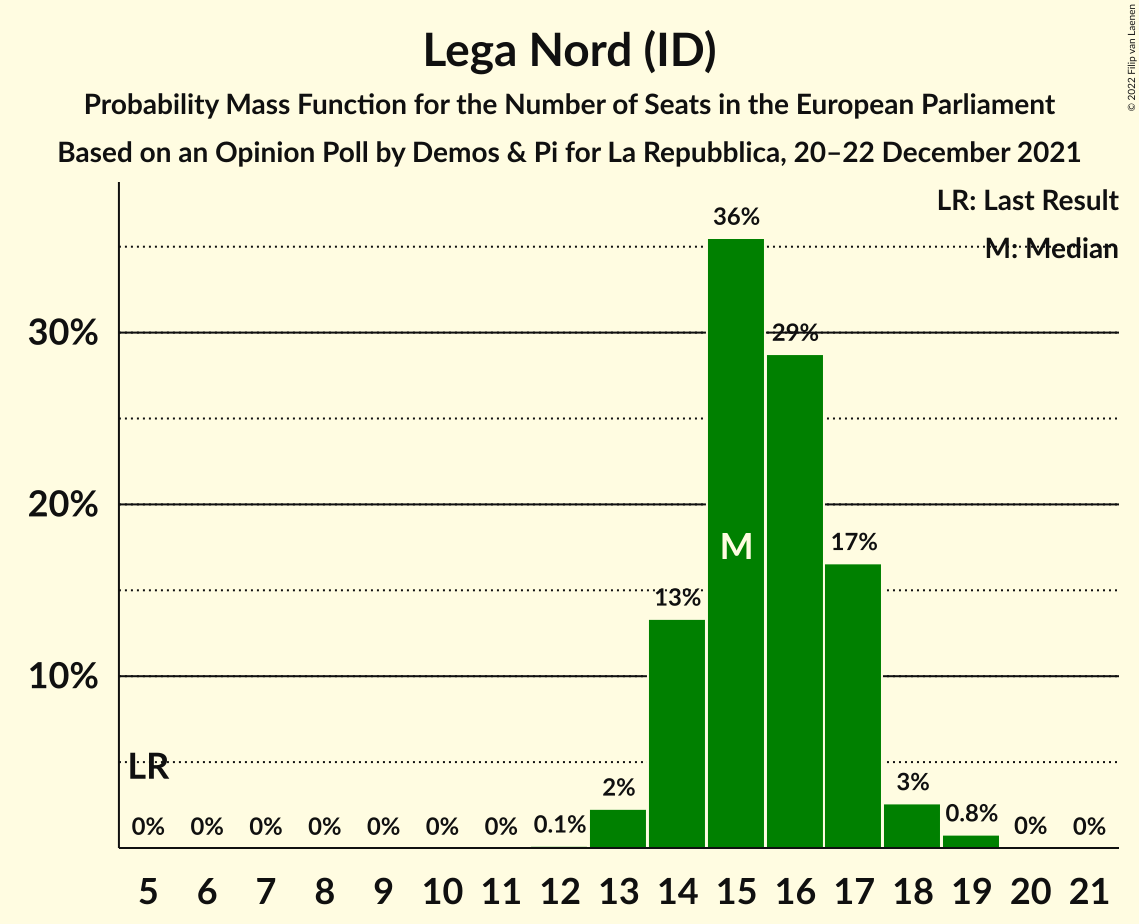 Lega Nord (ID)
Probability Mass Function for the Number of Seats in the European Parliament
Based on an Opinion Poll by Demos & Pi for La Repubblica, 20–22 December 2021
© 2022 Filip van Laenen
LR: Last Result
M: Median
36%
30%
29%
20%
17%
M
13%
10%
LR
2%
3%
0% 0% 0% 0% 0% 0% 0% 0.1% 0.8% 0% 0%
5 6 7 8 9 10 11 12 13 14 15 16 17 18 19 20 21